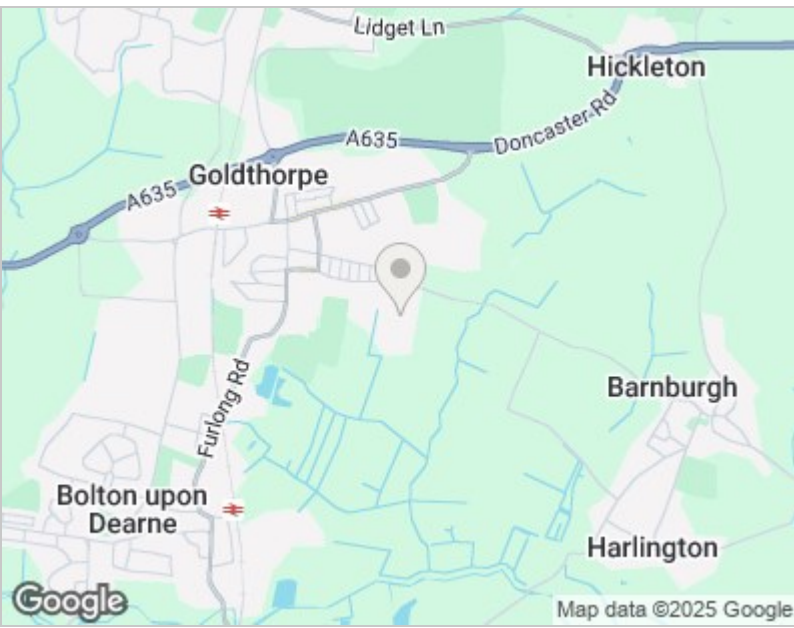 Lidget Ln
Hickleton
A635
Doncaster Rd
Goldthorpe
A635
Barnburgh
Furlong Rd
Bolton upon
Dearne
Harlington
Google
Map data ©2025 Google